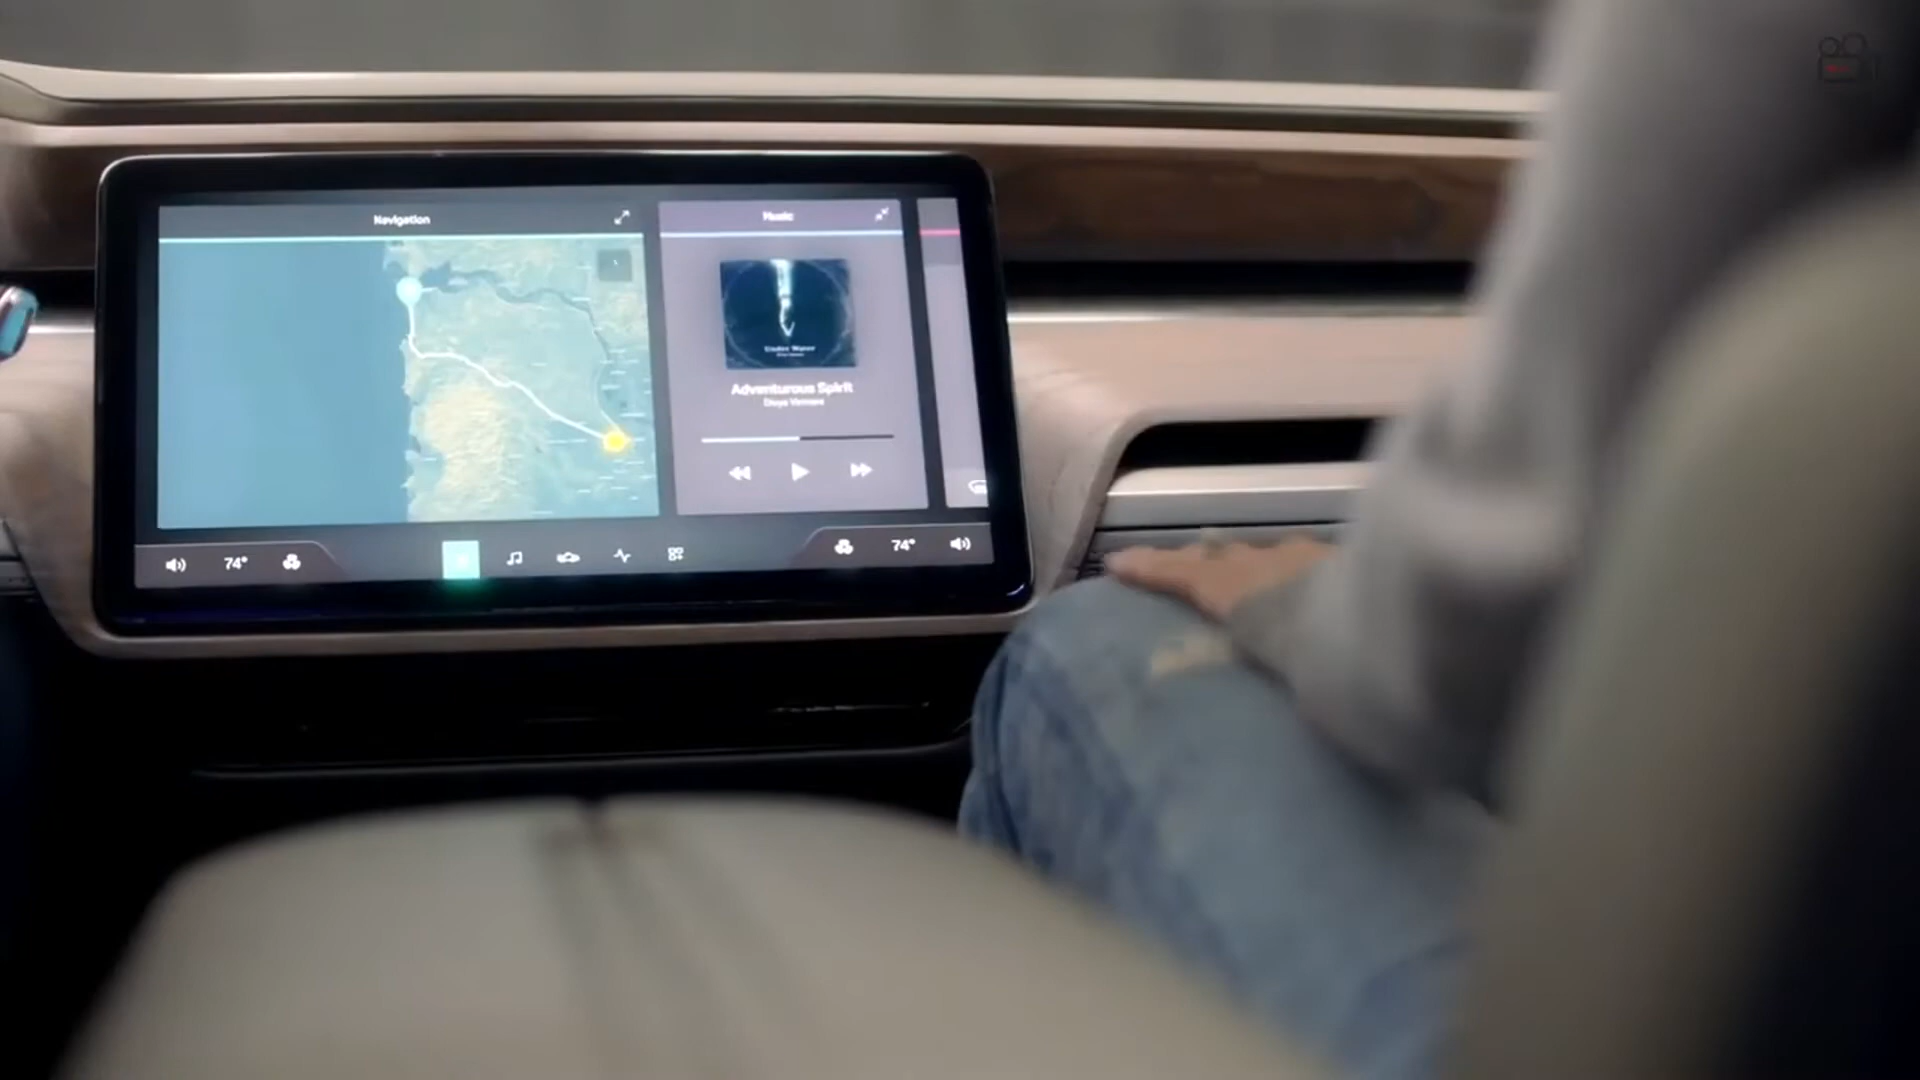 Navigation
Music
Under Water
Adventurous Spirit
74°
74°